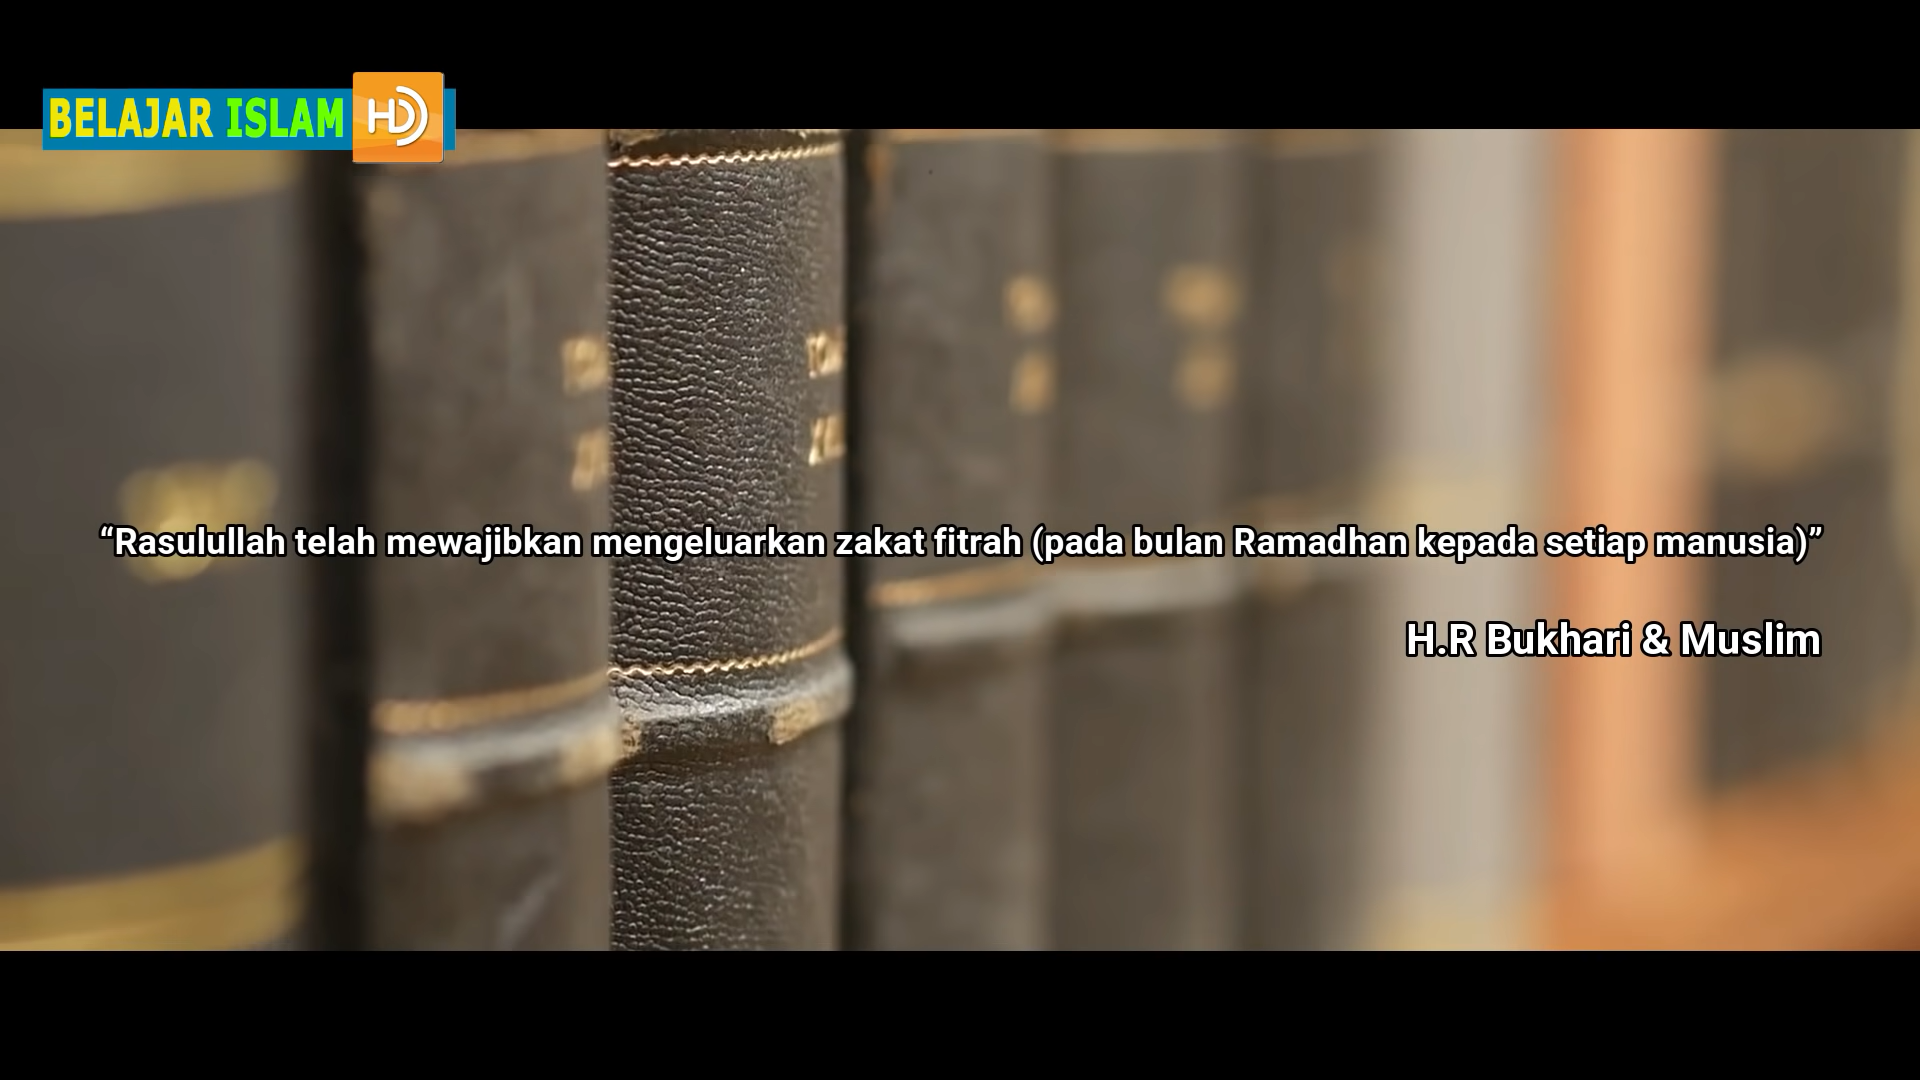 BELAJAR ISLAM HD
“Rasulullah telah mewajibkan mengeluarkan zakat fitrah (pada bulan Ramadhan kepada setiap manusia)”
H.R Bukhari & Muslim